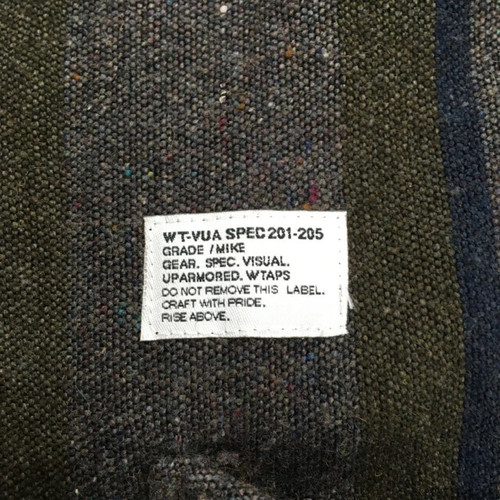 WT-VUA SPEC 201-205
GRADE / MIKE
GEAR. SPEC. VISUAL.
UPARMORED. WTAPS
DO NOT REMOVE THIS LABEL.
CRAFT WITH PRIDE.
RISE ABOVE.